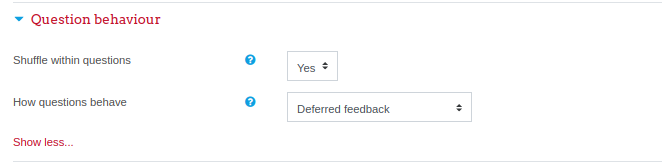 Question behaviour
Shuffle within questions ? Yes
How questions behave ? Deferred feedback
Show less...